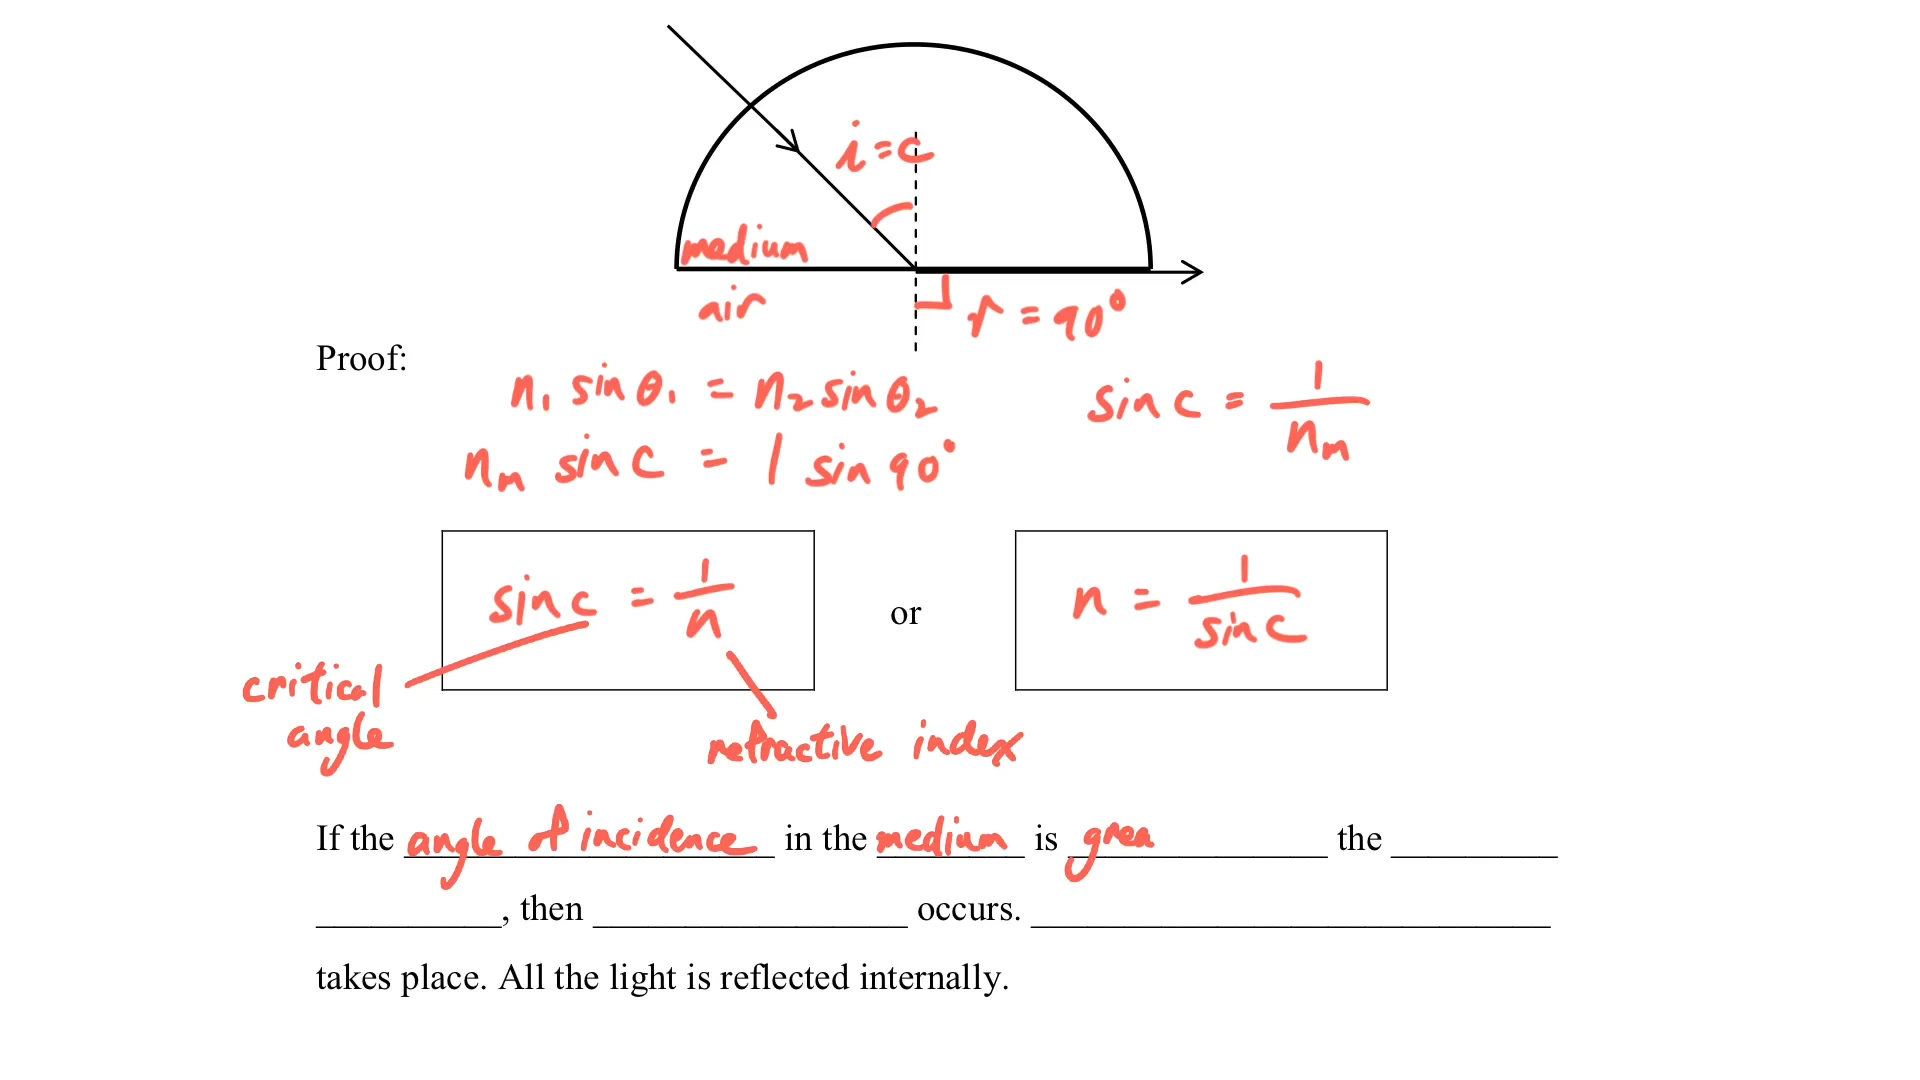 i = c
medium
air
r = 90°
Proof:
n₁ sin θ₁ = n₂ sin θ₂
sin c = 1/nₘ
nₘ sin c = 1 sin 90°
sin c = 1/n
or
n = 1/sin c
critical
angle
refractive index
If the angle of incidence in the medium is grea the
, then occurs.
takes place. All the light is reflected internally.